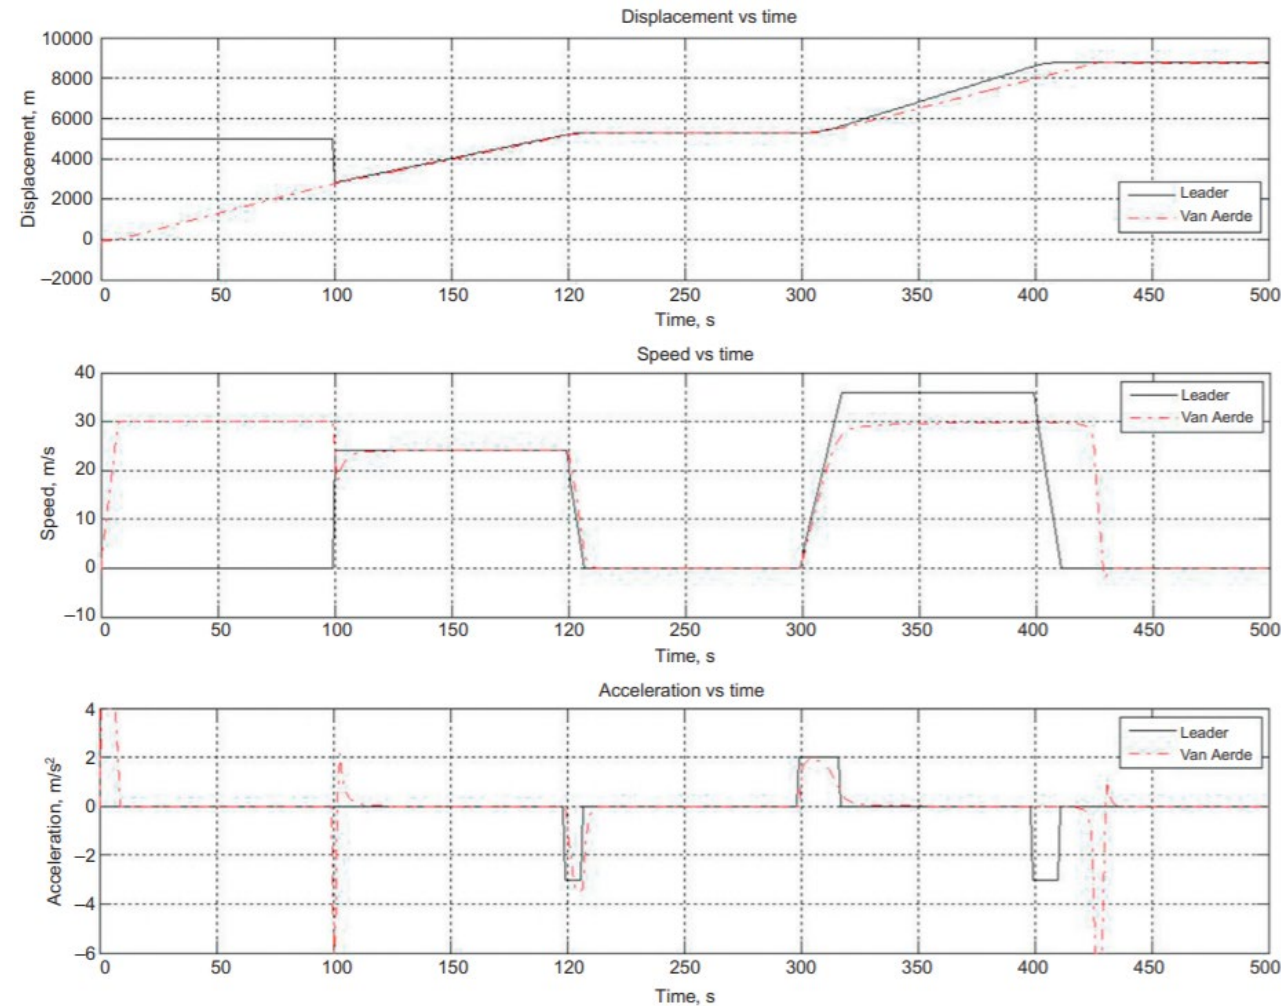 Displacement vs time
Displacement, m
10000
8000
6000
4000
2000
0
–2000
Leader
Van Aerde
0 50 100 150 120 250 300 350 400 450 500
Time, s
Speed vs time
Speed, m/s
40
30
20
10
0
–10
Leader
Van Aerde
0 50 100 150 120 250 300 350 400 450 500
Time, s
Acceleration vs time
Acceleration, m/s²
4
2
0
–2
–4
–6
Leader
Van Aerde
0 50 100 150 120 250 300 350 400 450 500
Time, s